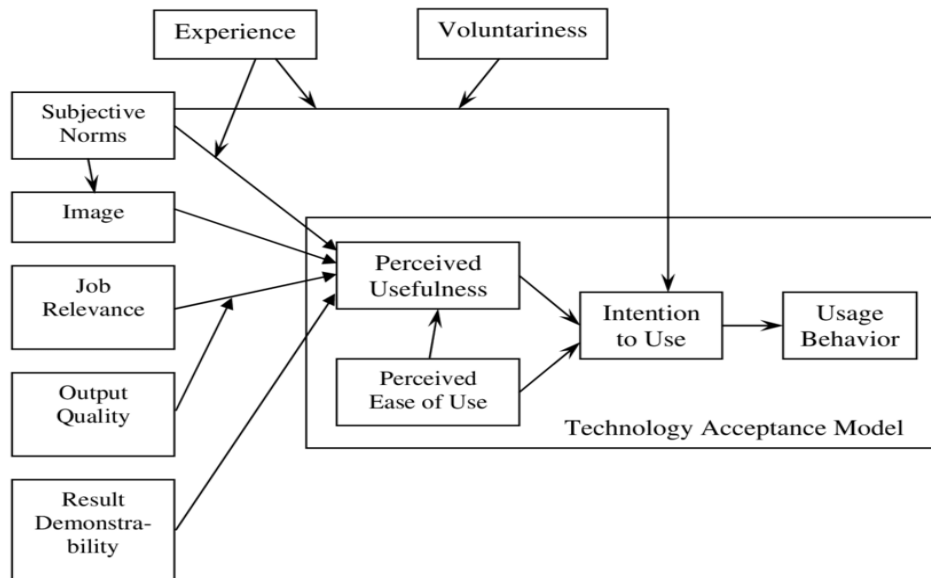 Experience
Voluntariness
Subjective
Norms
Image
Job
Relevance
Output
Quality
Result
Demonstra-
bility
Perceived
Usefulness
Perceived
Ease of Use
Intention
to Use
Usage
Behavior
Technology Acceptance Model